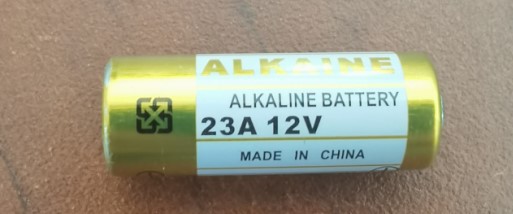 ALKAINE
ALKALINE BATTERY
23A 12V
MADE IN CHINA